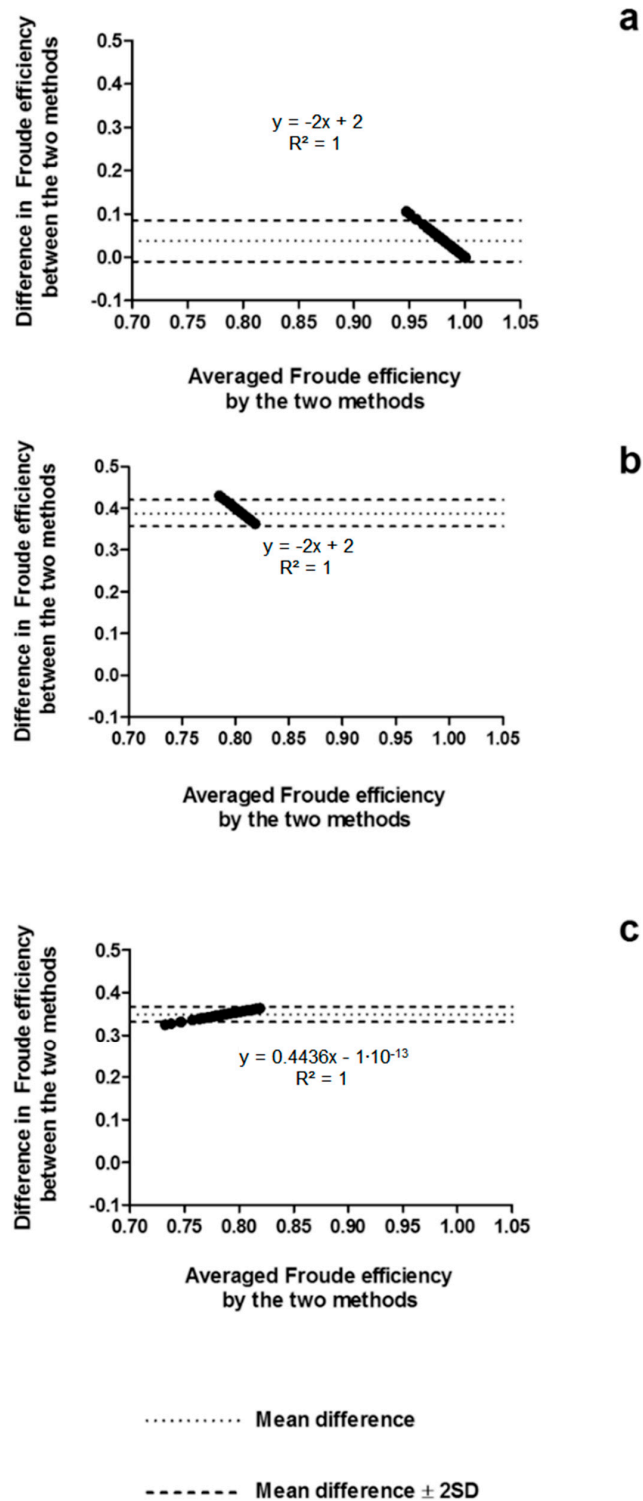 a
Difference in Froude efficiency
between the two methods
0.5
0.4
0.3
0.2
0.1
0.0
-0.1
y = -2x + 2
R² = 1
0.70 0.75 0.80 0.85 0.90 0.95 1.00 1.05
Averaged Froude efficiency
by the two methods
b
Difference in Froude efficiency
between the two methods
0.5
0.4
0.3
0.2
0.1
0.0
-0.1
y = -2x + 2
R² = 1
0.70 0.75 0.80 0.85 0.90 0.95 1.00 1.05
Averaged Froude efficiency
by the two methods
c
Difference in Froude efficiency
between the two methods
0.5
0.4
0.3
0.2
0.1
0.0
-0.1
y = 0.4436x - 1·10⁻¹³
R² = 1
0.70 0.75 0.80 0.85 0.90 0.95 1.00 1.05
Averaged Froude efficiency
by the two methods
Mean difference
Mean difference ± 2SD